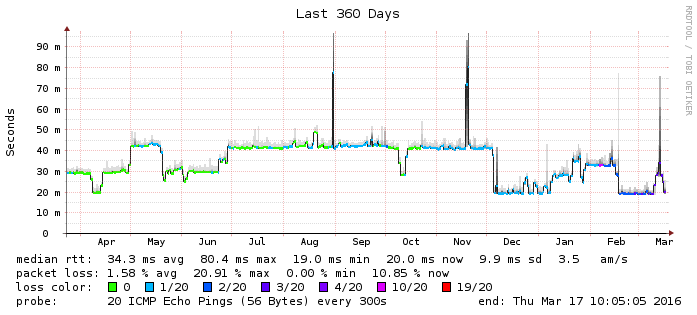 Last 360 Days
RRDTOOL / TOBI OETIKER
Seconds
90 m
80 m
70 m
60 m
50 m
40 m
30 m
20 m
10 m
0
Apr May Jun Jul Aug Sep Oct Nov Dec Jan Feb Mar
median rtt: 34.3 ms avg 80.4 ms max 19.0 ms min 20.0 ms now 9.9 ms sd 3.5 am/s
packet loss: 1.58 % avg 20.91 % max 0.00 % min 10.85 % now
loss color: 0 1/20 2/20 3/20 4/20 10/20 19/20
probe: 20 ICMP Echo Pings (56 Bytes) every 300s end: Thu Mar 17 10:05:05 2016